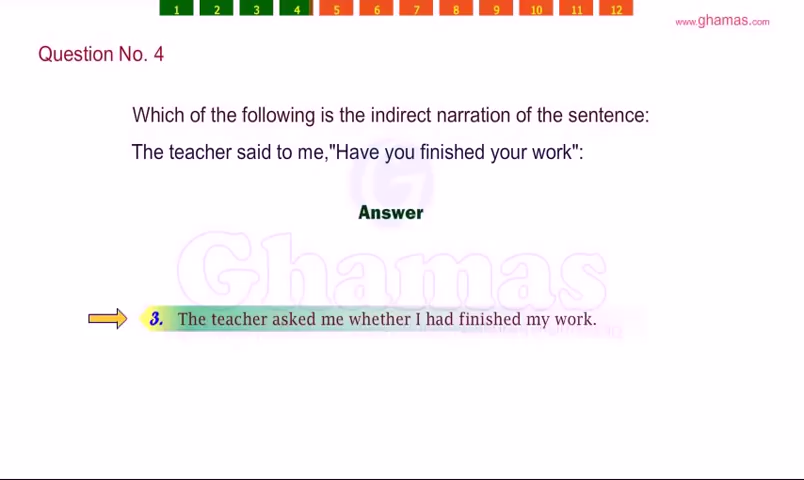 1 2 3 4 5 6 7 8 9 10 11 12
www.ghamas.com
Question No. 4
Which of the following is the indirect narration of the sentence:
The teacher said to me,"Have you finished your work":
Answer
Ghamas
3. The teacher asked me whether I had finished my work.